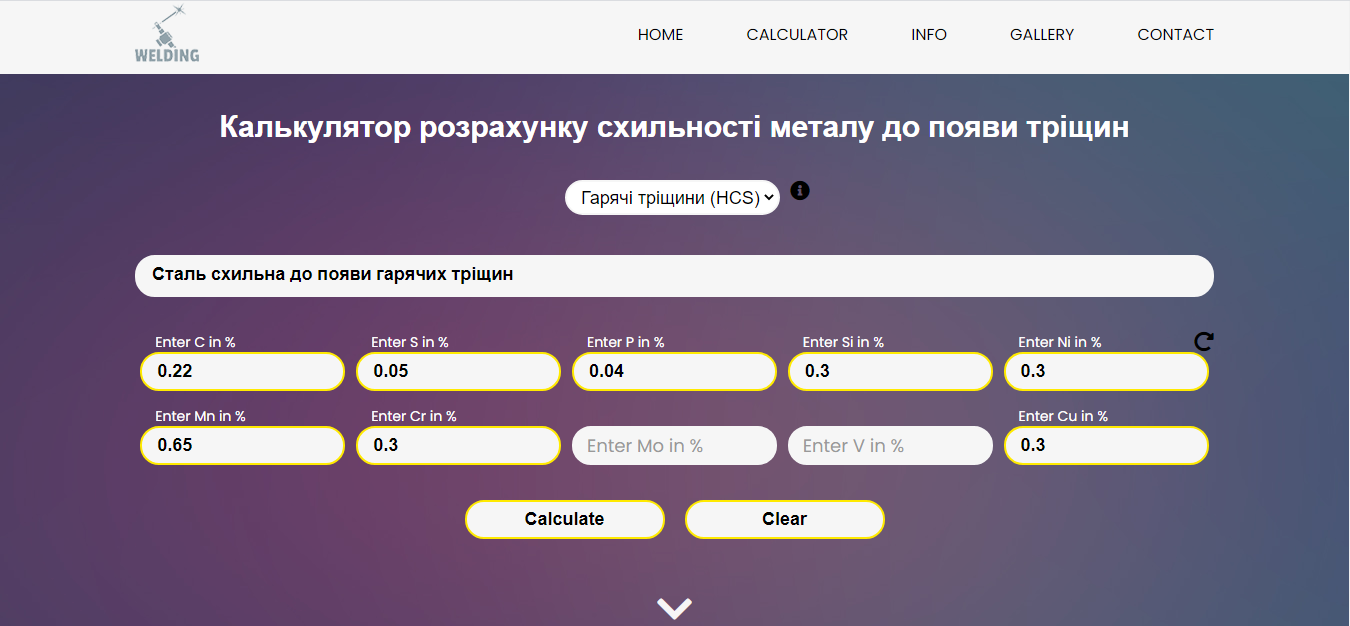 WELDING
HOME CALCULATOR INFO GALLERY CONTACT
Калькулятор розрахунку схильності металу до появи тріщин
Гарячі тріщини (HCS)
Сталь схильна до появи гарячих тріщин
Enter C in % Enter S in % Enter P in % Enter Si in % Enter Ni in %
0.22 0.05 0.04 0.3 0.3
Enter Mn in % Enter Cr in % Enter Cu in %
0.65 0.3 Enter Mo in % Enter V in % 0.3
Calculate Clear